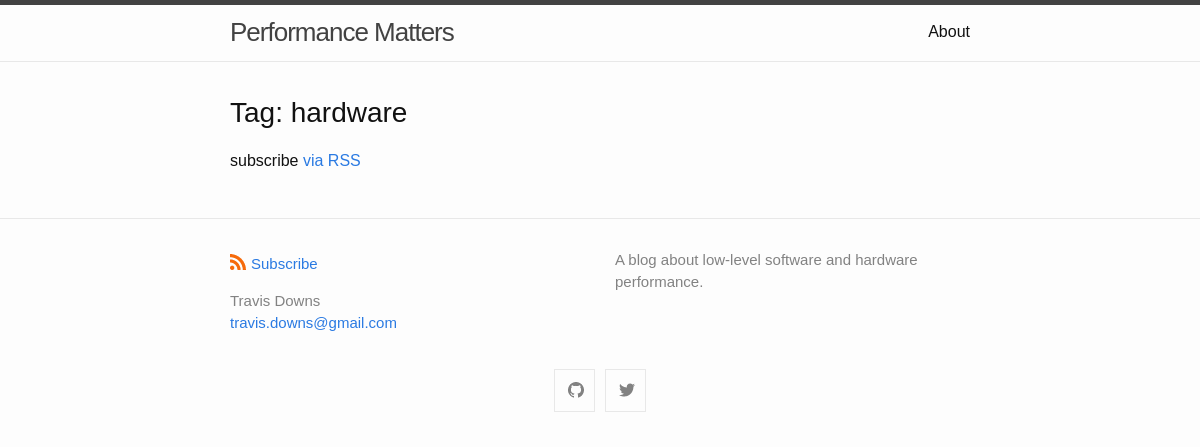 Performance Matters
About
Tag: hardware
subscribe via RSS
Subscribe
Travis Downs
travis.downs@gmail.com
A blog about low-level software and hardware
performance.